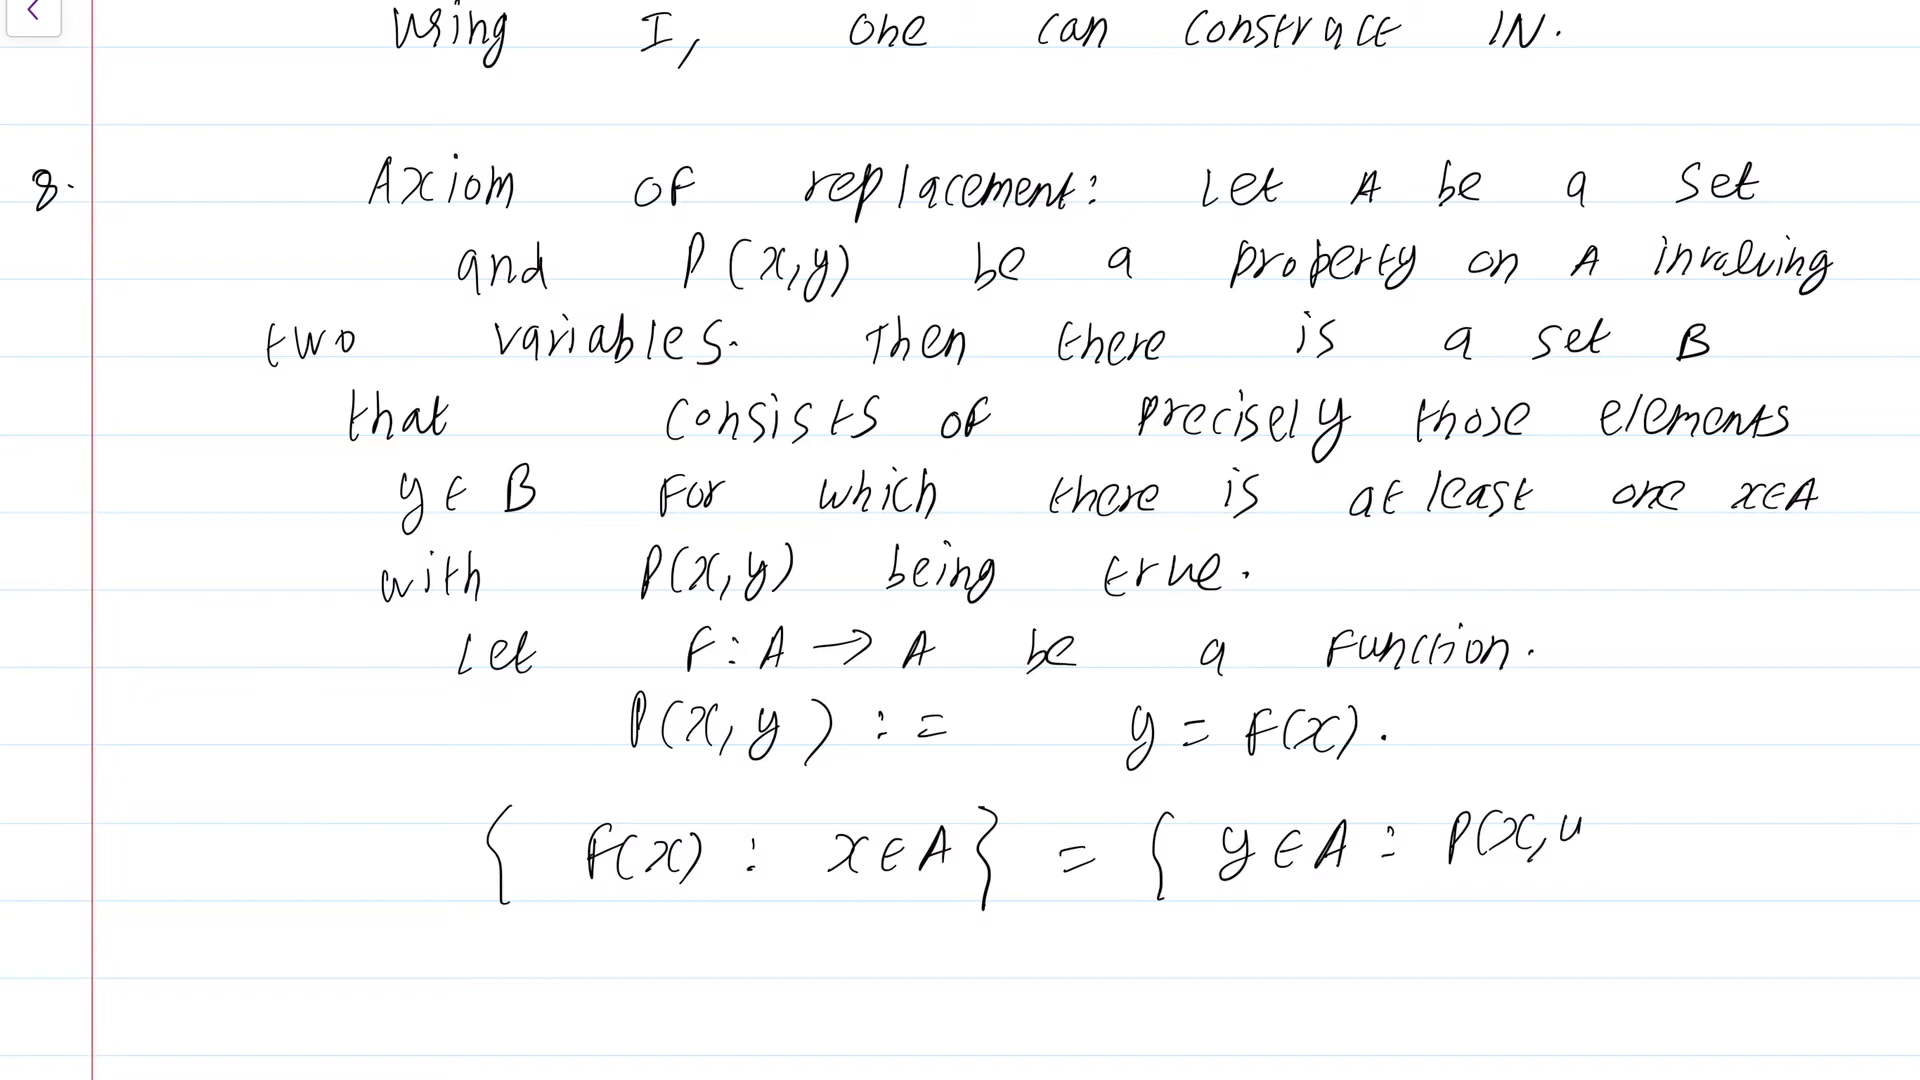 Using I, one can construct IN.
8. Axiom of replacement: Let A be a set
and P(x,y) be a property on A involving
two variables. Then there is a set B
that consists of precisely those elements
y ∈ B for which there is at least one x∈A
with P(x,y) being true.
Let f: A → A be a function.
P(x,y) := y = f(x).
{ f(x) : x ∈ A } = { y ∈ A : P(x,y